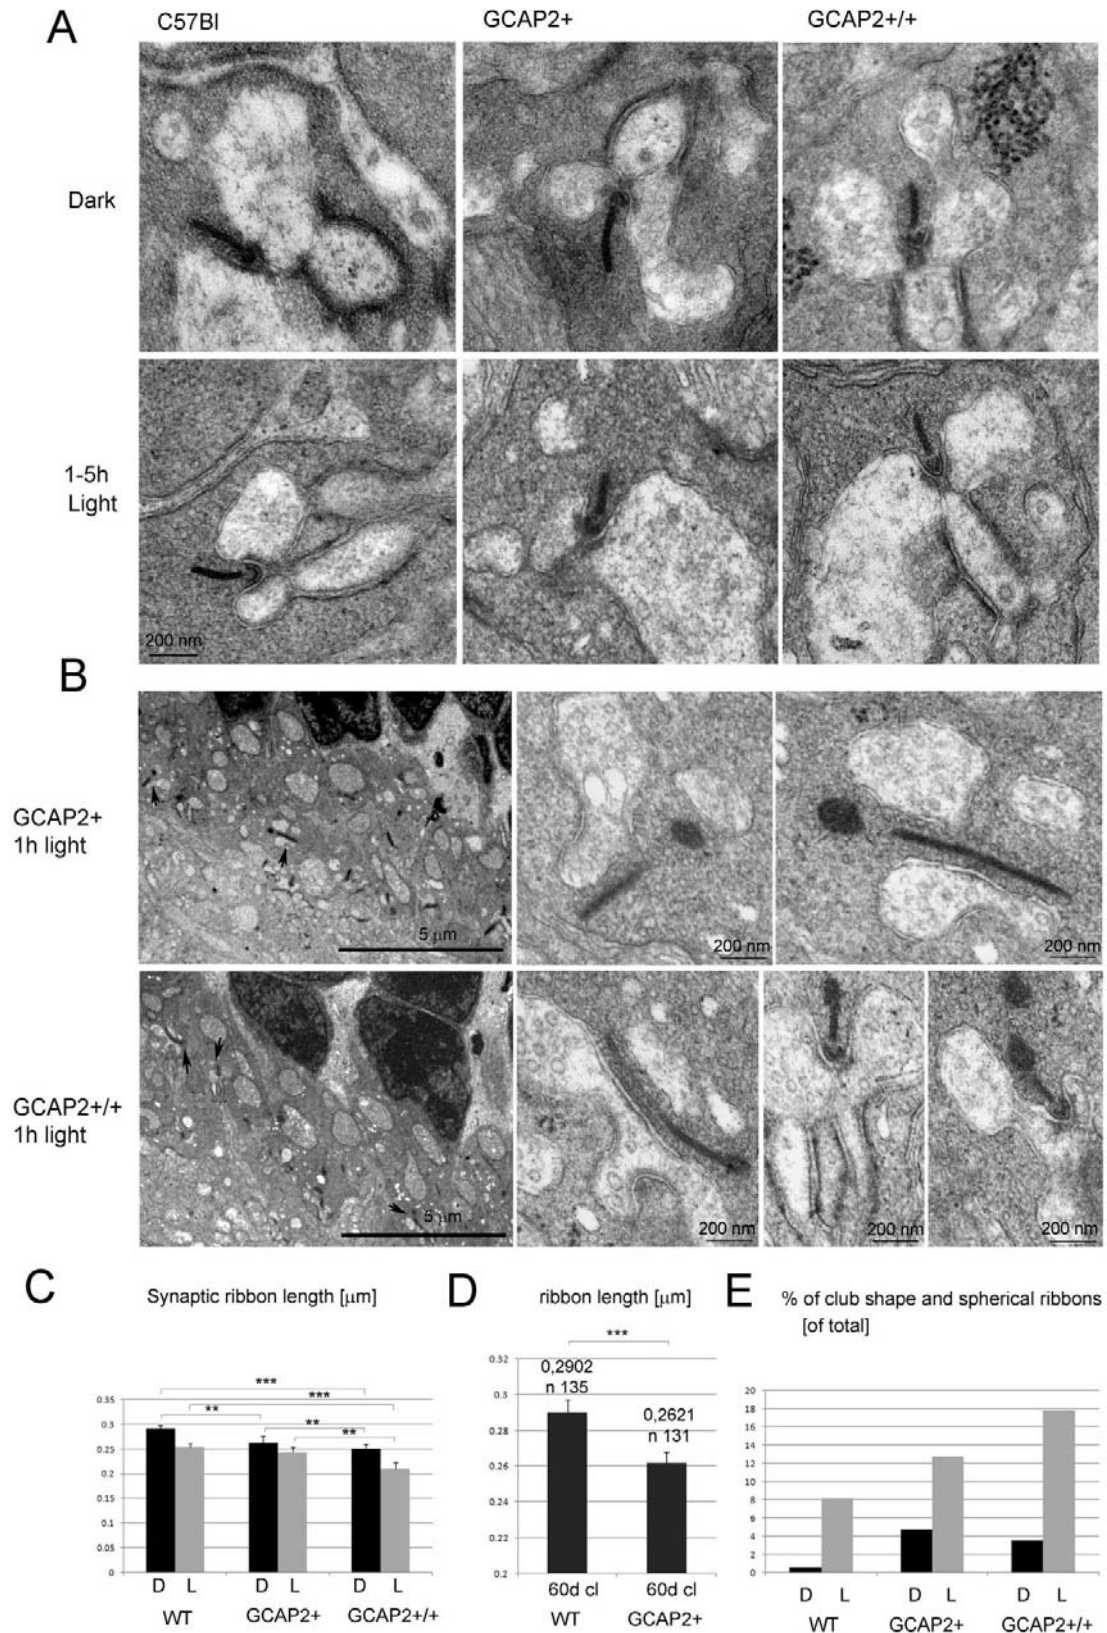 A
C57Bl
GCAP2+
GCAP2+/+
Dark
1-5h
Light
200 nm
B
GCAP2+
1h light
5 μm
200 nm
200 nm
GCAP2+/+
1h light
5 μm
200 nm
200 nm
200 nm
C
Synaptic ribbon length [μm]
***
***
**
**
**
0.35
0.3
0.25
0.2
0.15
0.1
0.05
0
D L D L D L
WT GCAP2+ GCAP2+/+
D
ribbon length [μm]
***
0.32
0.3
0.28
0.26
0.24
0.22
0.2
0,2902
n 135
0,2621
n 131
60d cl 60d cl
WT GCAP2+
E
% of club shape and spherical ribbons
[of total]
20
18
16
14
12
10
8
6
4
2
0
D L D L D L
WT GCAP2+ GCAP2+/+